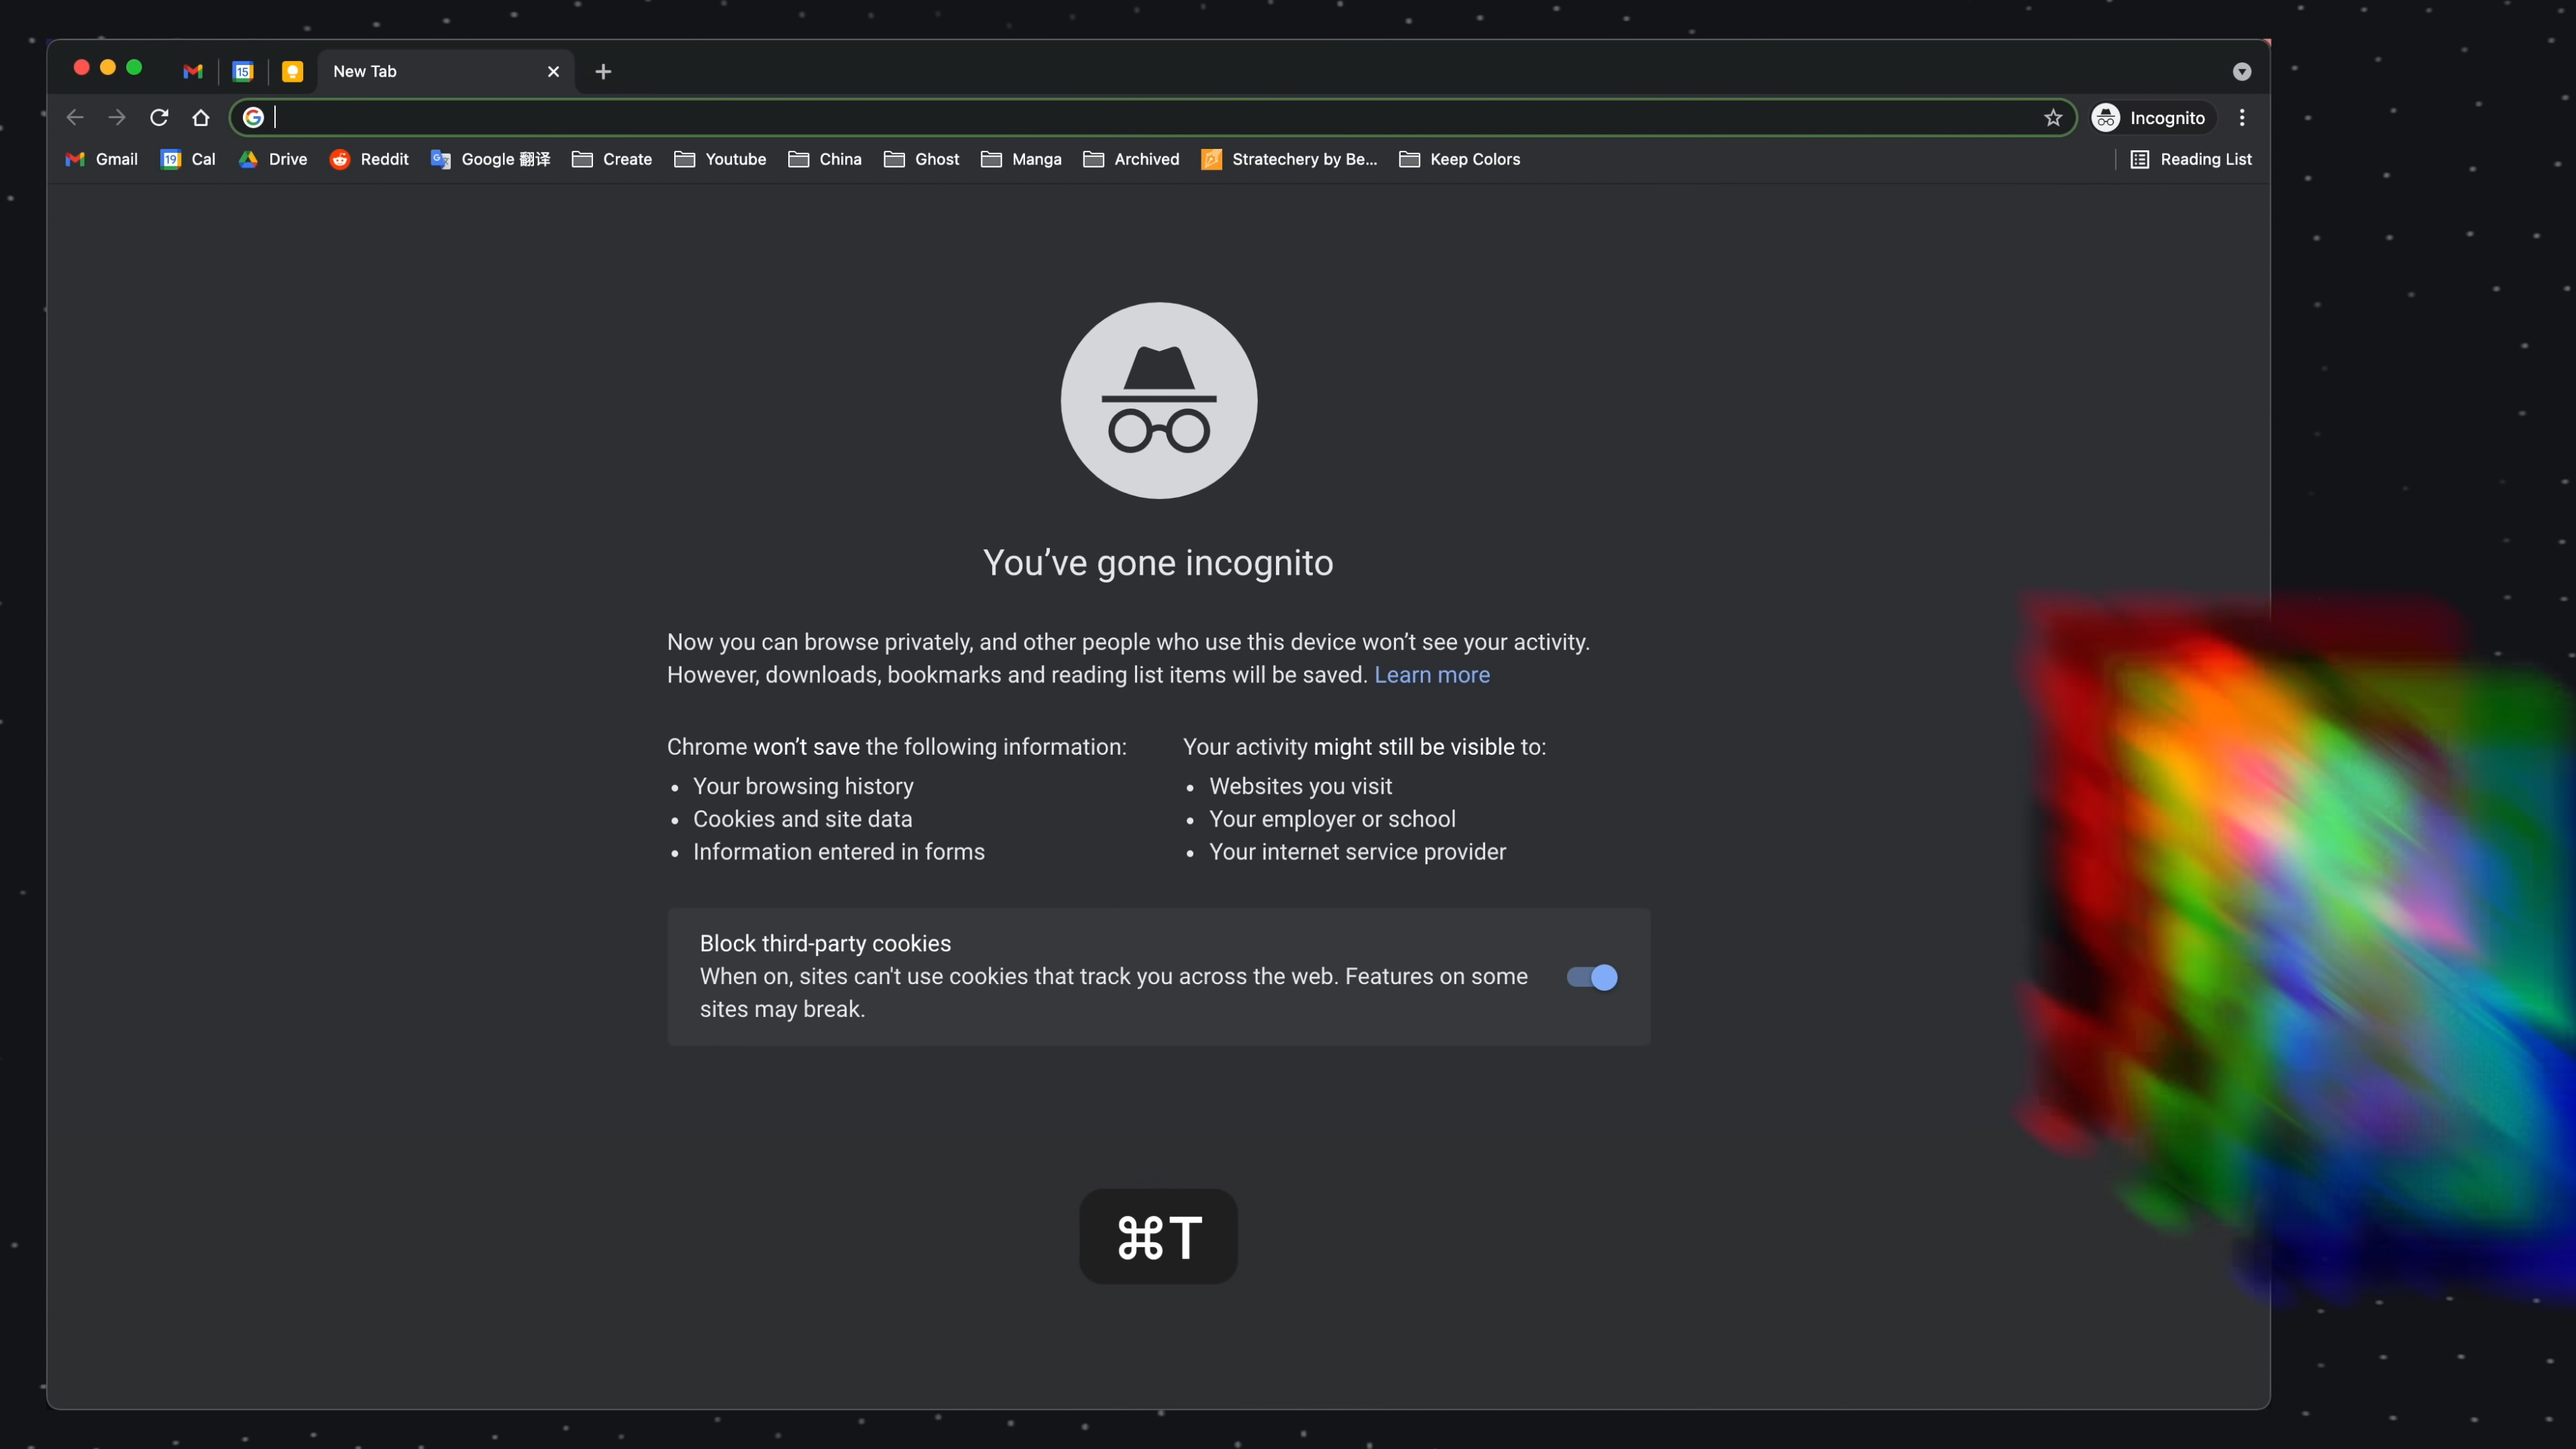 15
New Tab
Incognito
Gmail
19 Cal
Drive
Reddit
Google 翻译
Create
Youtube
China
Ghost
Manga
Archived
Stratechery by Be...
Keep Colors
Reading List
You’ve gone incognito
Now you can browse privately, and other people who use this device won’t see your activity.
However, downloads, bookmarks and reading list items will be saved. Learn more
Chrome won’t save the following information:
• Your browsing history
• Cookies and site data
• Information entered in forms
Your activity might still be visible to:
• Websites you visit
• Your employer or school
• Your internet service provider
Block third-party cookies
When on, sites can't use cookies that track you across the web. Features on some
sites may break.
⌘T